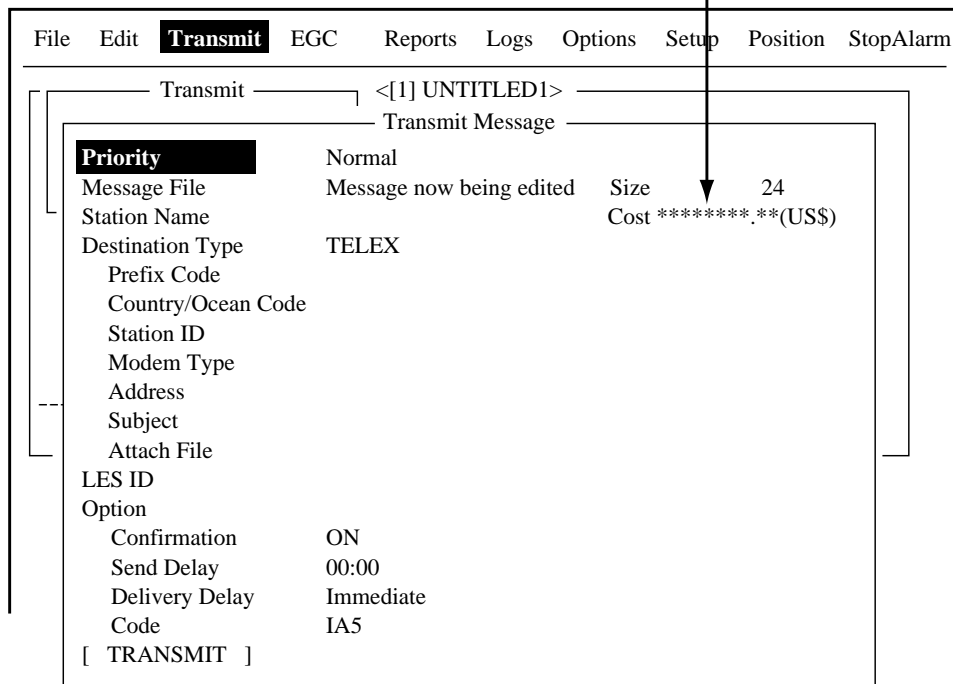 File Edit Transmit EGC Reports Logs Options Setup Position StopAlarm
Transmit <[1] UNTITLED1>
Transmit Message
Priority Normal
Message File Message now being edited Size 24
Station Name Cost ********.**(US$)
Destination Type TELEX
Prefix Code
Country/Ocean Code
Station ID
Modem Type
Address
Subject
Attach File
LES ID
Option
Confirmation ON
Send Delay 00:00
Delivery Delay Immediate
Code IA5
[ TRANSMIT ]